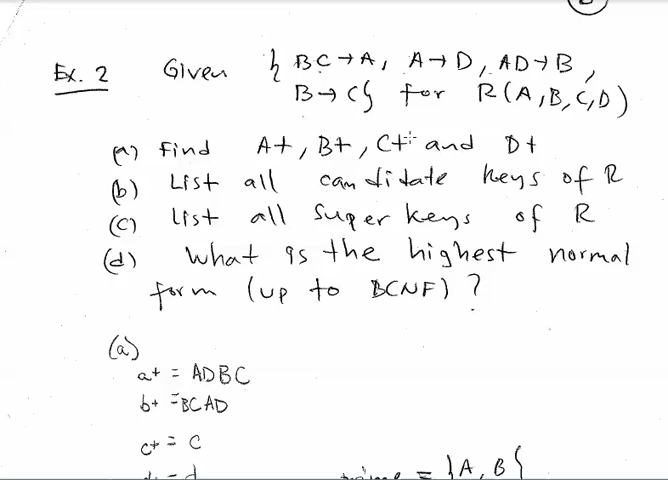 Ex. 2 Given { BC→A, A→D, AD→B,
B→C} for R(A,B,C,D)
(a) Find A+, B+, C+ and D+
(b) List all candidate keys of R
(c) List all super keys of R
(d) What is the highest normal
form (up to BCNF) ?
(a)
a+ = ADBC
b+ = BCAD
c+ = C
d+ = d
prime = {A, B}